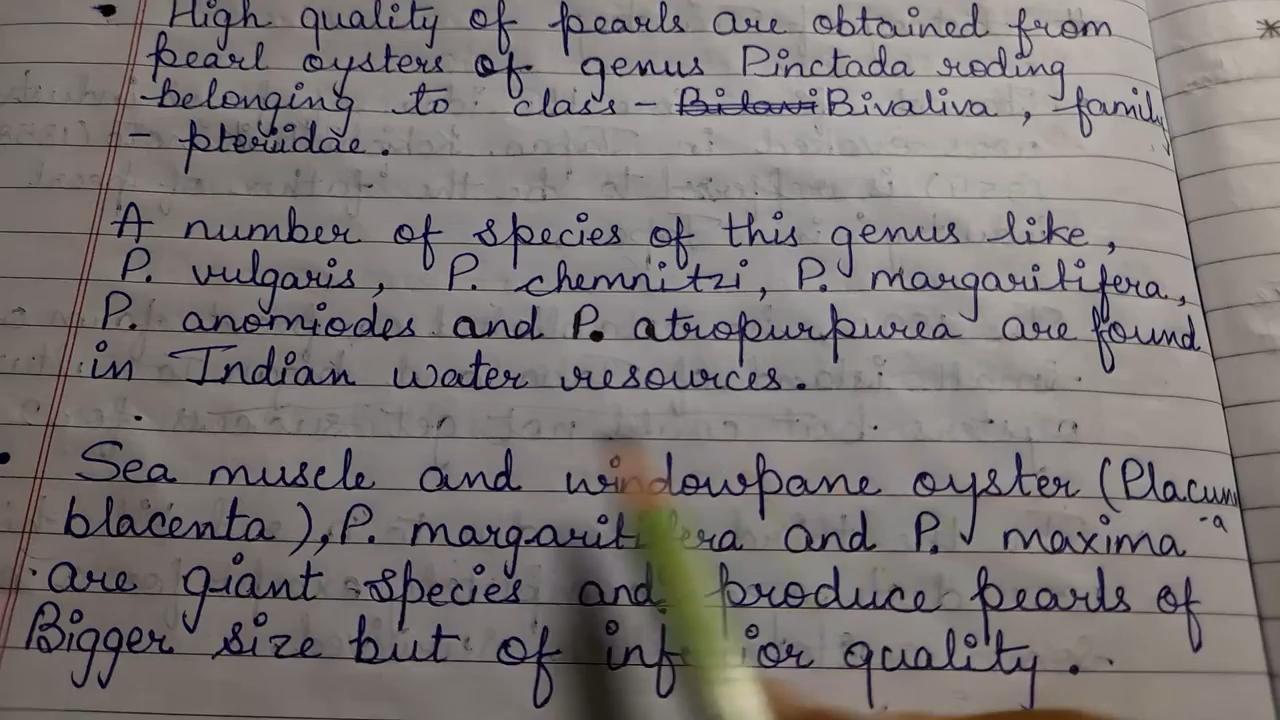 • High quality of pearls are obtained from
pearl oysters of genus Pinctada roding
belonging to class - Bivaliva, family
- pteriidae.
A number of species of this genus like,
P. vulgaris, P. chemnitzi, P. margaritifera,
P. anomiodes and P. atropurpurea are found
in Indian water resources.
• Sea muscle and windowpane oyster (Placun
-a
blacenta), P. margarit era and P. maxima
are giant species and produce pearls of
Bigger size but of inf ior quality.